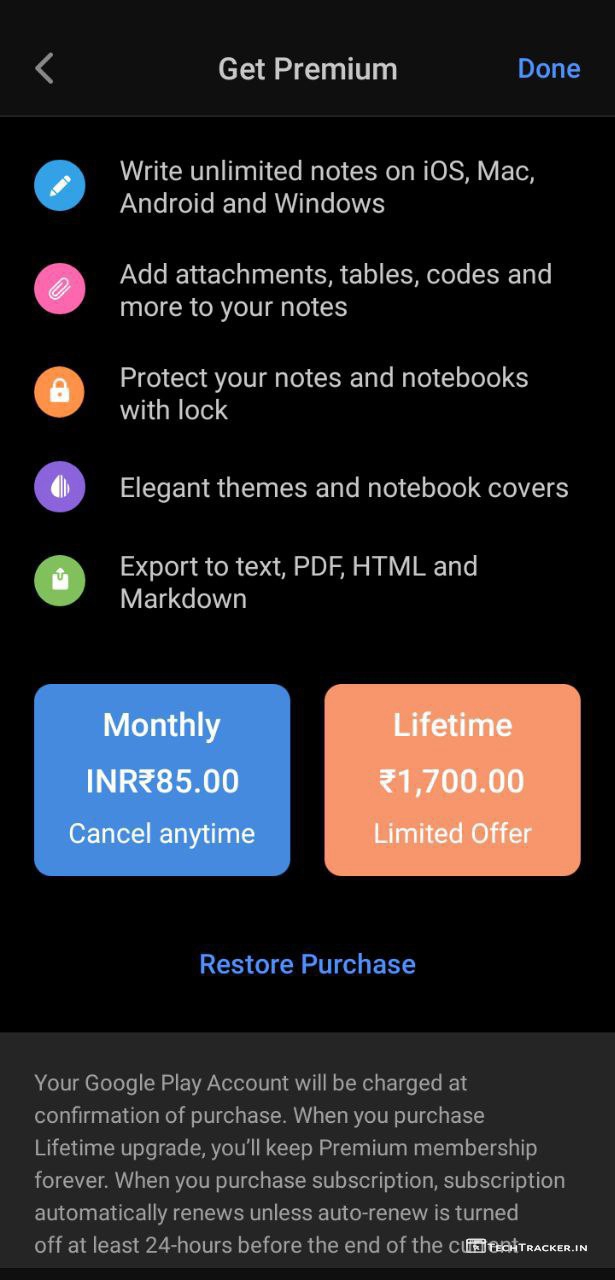 Get Premium
Done
Write unlimited notes on iOS, Mac,
Android and Windows
Add attachments, tables, codes and
more to your notes
Protect your notes and notebooks
with lock
Elegant themes and notebook covers
Export to text, PDF, HTML and
Markdown
Monthly
INR₹85.00
Cancel anytime
Lifetime
₹1,700.00
Limited Offer
Restore Purchase
Your Google Play Account will be charged at
confirmation of purchase. When you purchase
Lifetime upgrade, you’ll keep Premium membership
forever. When you purchase subscription, subscription
automatically renews unless auto-renew is turned
off at least 24-hours before the end of the
TECHTRACKER.IN